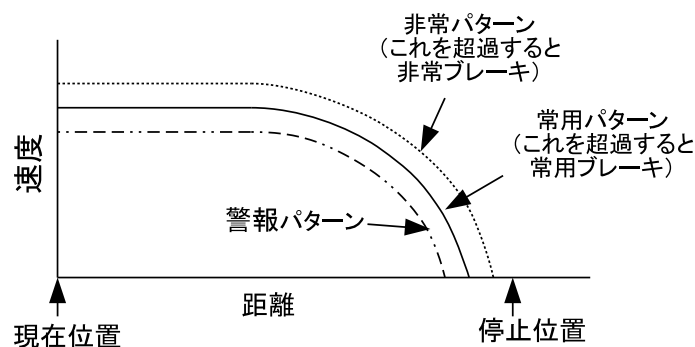 非常パターン
（これを超過すると
非常ブレーキ）
常用パターン
（これを超過すると
常用ブレーキ）
速度
警報パターン
距離
現在位置
停止位置